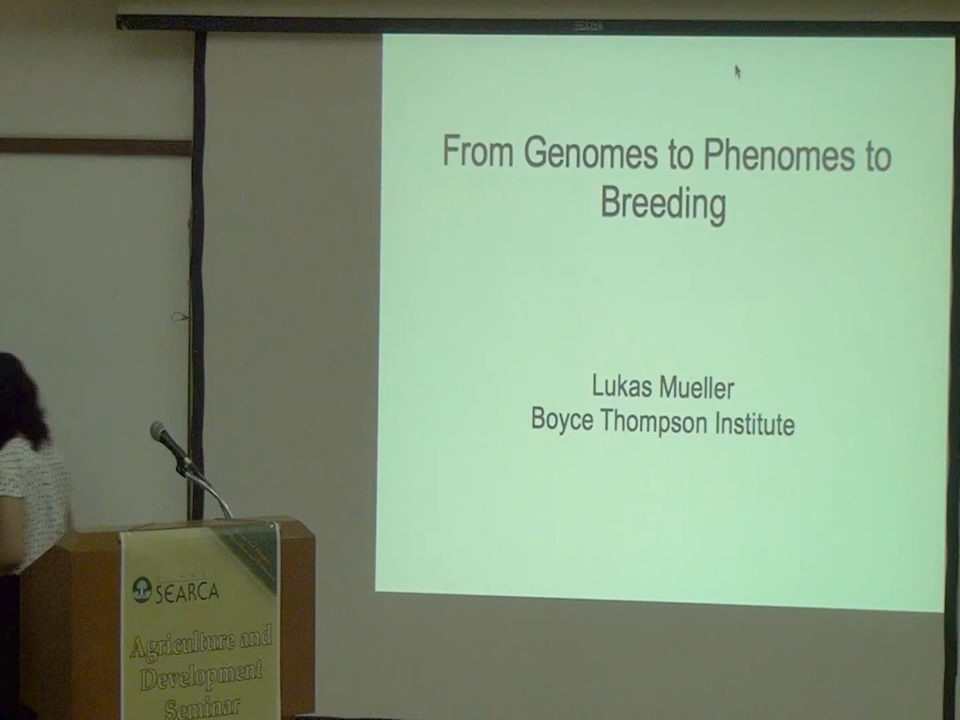 From Genomes to Phenomes to
Breeding
Lukas Mueller
Boyce Thompson Institute
SEARCA
Agriculture and
Development
Seminar